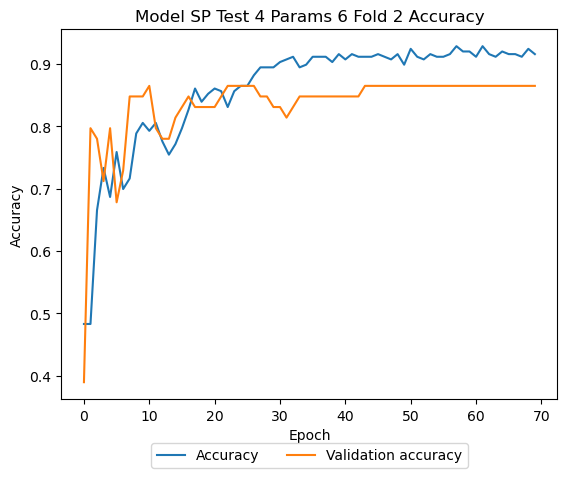 Model SP Test 4 Params 6 Fold 2 Accuracy
0.9
0.8
0.7
0.6
0.5
0.4
Accuracy
0 10 20 30 40 50 60 70
Epoch
Accuracy Validation accuracy